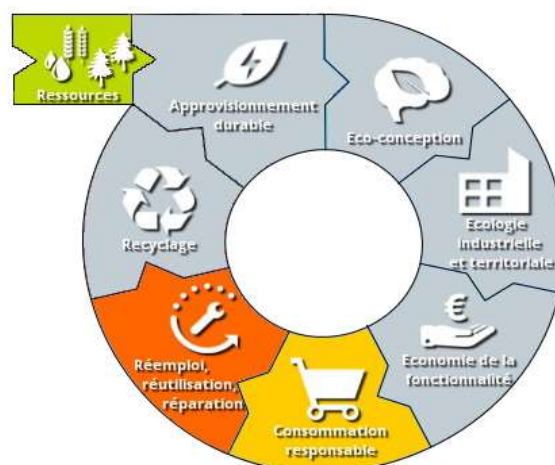 Ressources
Approvisionnement
durable
Eco-conception
Ecologie
industrielle
et territoriale
Economie de la
fonctionnalité
Consommation
responsable
Réemploi,
réutilisation,
réparation
Recyclage